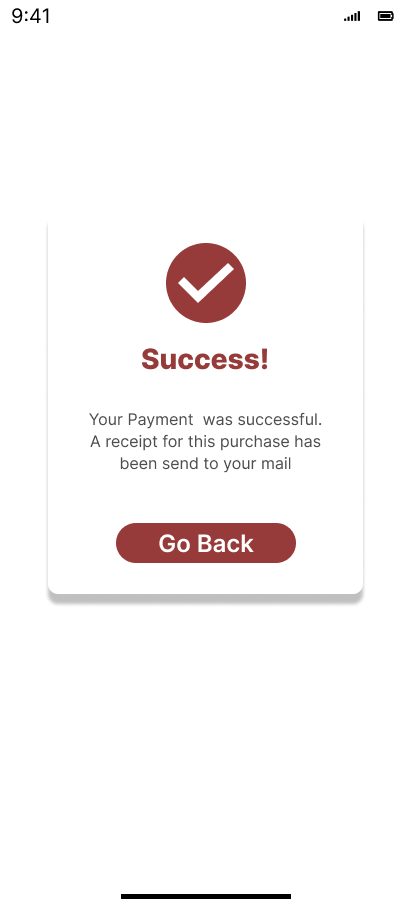 9:41
Success!
Your Payment  was successful.
A receipt for this purchase has
been send to your mail
Go Back